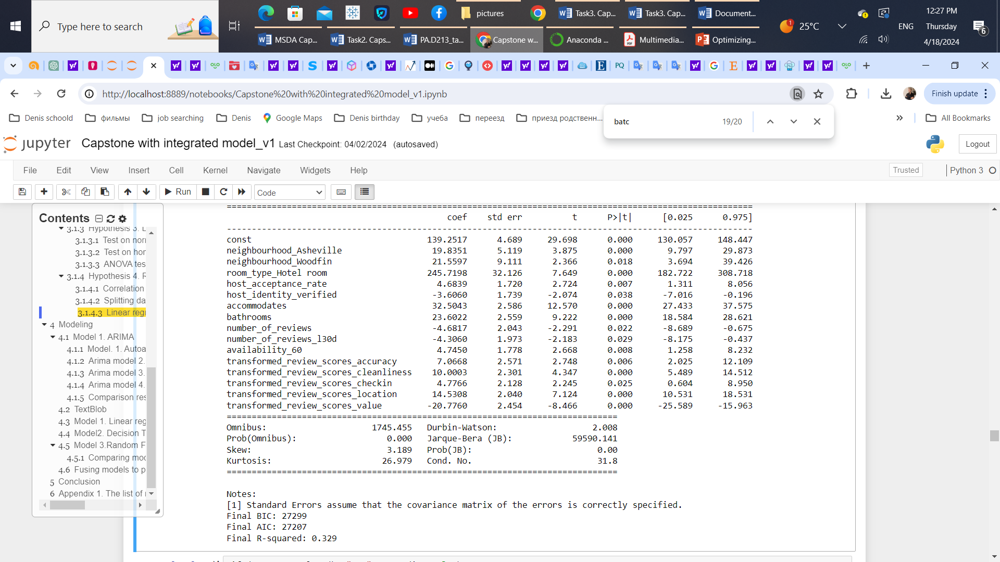 Type here to search
pictures
Task3. Cap...
Task3. Cap...
Document...
MSDA Cap...
Task2. Caps...
PA.D213_ta...
Capstone w...
Anaconda ...
Multimedia...
Optimizing...
1
25°C
ENG
12:27 PM
Thursday
4/18/2024
6
http://localhost:8889/notebooks/Capstone%20with%20integrated%20model_v1.ipynb
Finish update
Denis schoold
фильмы
job searching
Denis
Google Maps
Denis birthday
учеба
переезд
приезд родственн...
All Bookmarks
batc 19/20
jupyter Capstone with integrated model_v1 Last Checkpoint: 04/02/2024 (autosaved)
Logout
File Edit View Insert Cell Kernel Navigate Widgets Help
Trusted
Python 3
Run
Code
Contents
3.1.3 Hypothesis 3. L
3.1.3.1 Test on nori
3.1.3.2 Test on hor
3.1.3.3 ANOVA tes
3.1.4 Hypothesis 4. R
3.1.4.1 Correlation
3.1.4.2 Splitting da
3.1.4.3 Linear regi
4 Modeling
4.1 Model 1. ARIMA
4.1.1 Model. 1. Autoa
4.1.2 Arima model 2.
4.1.3 Arima model 3.
4.1.4 Arima model 4.
4.1.5 Comparison res
4.2 TextBlob
4.3 Model 1. Linear reg
4.4 Model2. Decision T
4.5 Model 3.Random F
4.5.1 Comparing moc
4.6 Fusing models to p
5 Conclusion
6 Appendix 1. The list of
coef std err t P>|t| [0.025 0.975]
const 139.2517 4.689 29.698 0.000 130.057 148.447
neighbourhood_Asheville 19.8351 5.119 3.875 0.000 9.797 29.873
neighbourhood_Woodfin 21.5597 9.111 2.366 0.018 3.694 39.426
room_type_Hotel room 245.7198 32.126 7.649 0.000 182.722 308.718
host_acceptance_rate 4.6839 1.720 2.724 0.007 1.311 8.056
host_identity_verified -3.6060 1.739 -2.074 0.038 -7.016 -0.196
accommodates 32.5043 2.586 12.570 0.000 27.433 37.575
bathrooms 23.6022 2.559 9.222 0.000 18.584 28.621
number_of_reviews -4.6817 2.043 -2.291 0.022 -8.689 -0.675
number_of_reviews_l30d -4.3060 1.973 -2.183 0.029 -8.175 -0.437
availability_60 4.7450 1.778 2.668 0.008 1.258 8.232
transformed_review_scores_accuracy 7.0668 2.571 2.748 0.006 2.025 12.109
transformed_review_scores_cleanliness 10.0003 2.301 4.347 0.000 5.489 14.512
transformed_review_scores_checkin 4.7766 2.128 2.245 0.025 0.604 8.950
transformed_review_scores_location 14.5308 2.040 7.124 0.000 10.531 18.531
transformed_review_scores_value -20.7760 2.454 -8.466 0.000 -25.589 -15.963
Omnibus: 1745.455 Durbin-Watson: 2.008
Prob(Omnibus): 0.000 Jarque-Bera (JB): 59590.141
Skew: 3.189 Prob(JB): 0.00
Kurtosis: 26.979 Cond. No. 31.8
Notes:
[1] Standard Errors assume that the covariance matrix of the errors is correctly specified.
Final BIC: 27299
Final AIC: 27207
Final R-squared: 0.329